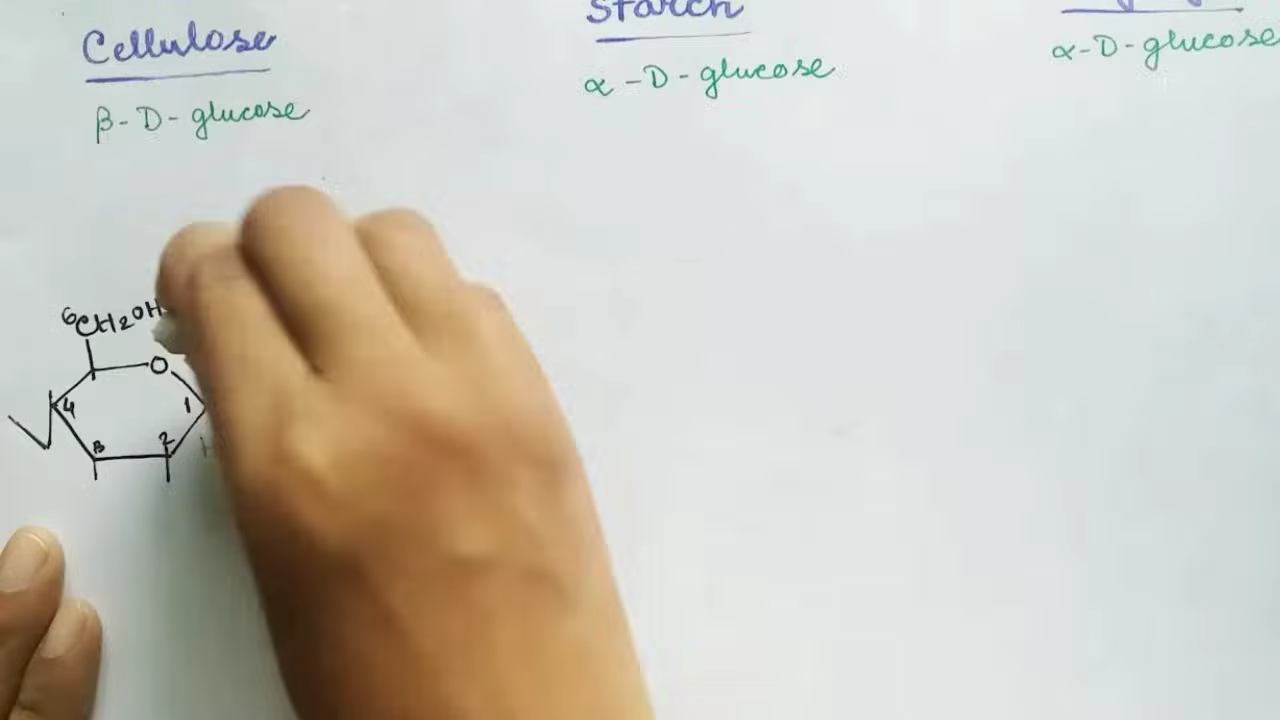 Cellulose
β-D-glucose
Starch
α-D-glucose
α-D-glucose
6CH2OH
O
4
1
3
2
H